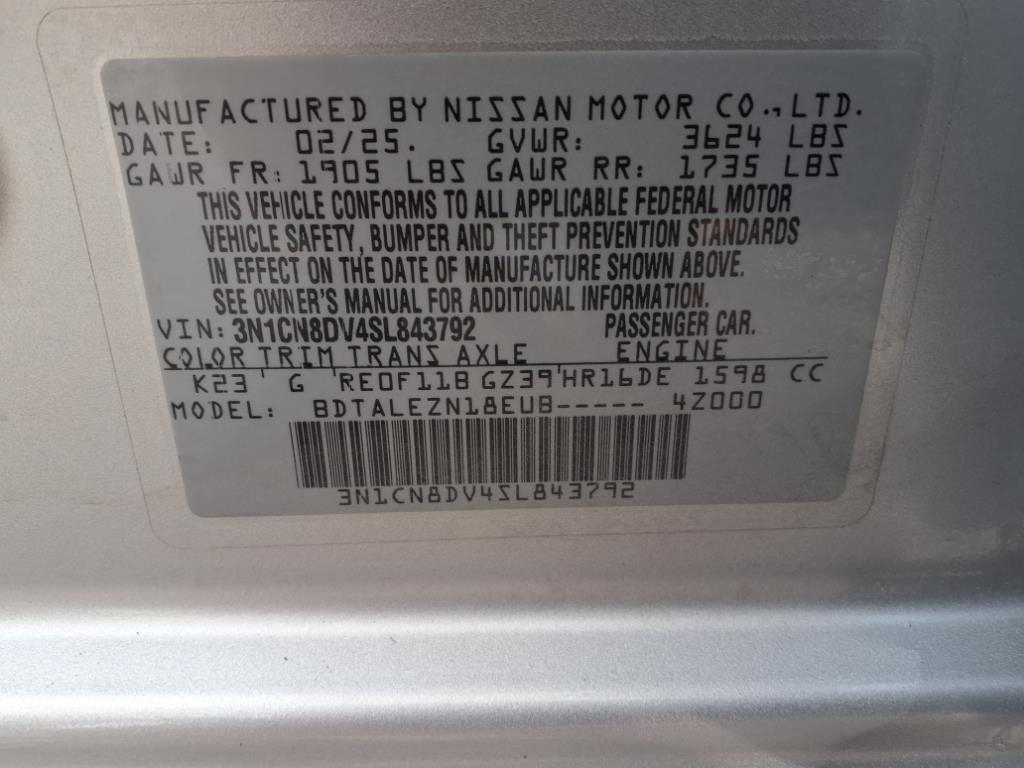 MANUFACTURED BY NISSAN MOTOR CO., LTD.
DATE: 02/25. GVWR: 3624 LBS
GAWR FR: 1905 LBS GAWR RR: 1735 LBS
THIS VEHICLE CONFORMS TO ALL APPLICABLE FEDERAL MOTOR
VEHICLE SAFETY, BUMPER AND THEFT PREVENTION STANDARDS
IN EFFECT ON THE DATE OF MANUFACTURE SHOWN ABOVE.
SEE OWNER'S MANUAL FOR ADDITIONAL INFORMATION.
VIN: 3N1CN8DV4SL843792 PASSENGER CAR.
COLOR TRIM TRANS AXLE ENGINE
K23 G RE0F11B GZ39 HR16DE 1598 CC
MODEL: BDTALEZN18EUB----- 4Z000
3N1CN8DV4SL843792